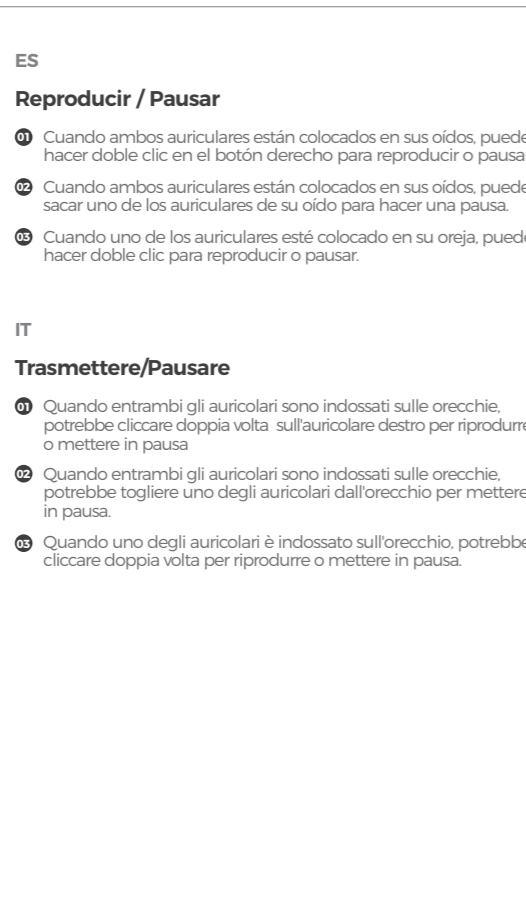 ES
Reproducir / Pausar
01 Cuando ambos auriculares están colocados en sus oídos, puede
hacer doble clic en el botón derecho para reproducir o pausa
02 Cuando ambos auriculares están colocados en sus oídos, puede
sacar uno de los auriculares de su oído para hacer una pausa.
03 Cuando uno de los auriculares esté colocado en su oreja, puede
hacer doble clic para reproducir o pausar.
IT
Trasmettere/Pausare
01 Quando entrambi gli auricolari sono indossati sulle orecchie,
potrebbe cliccare doppia volta sull'auricolare destro per riprodurre
o mettere in pausa
02 Quando entrambi gli auricolari sono indossati sulle orecchie,
potrebbe togliere uno degli auricolari dall'orecchio per mettere
in pausa.
03 Quando uno degli auricolari è indossato sull'orecchio, potrebbe
cliccare doppia volta per riprodurre o mettere in pausa.